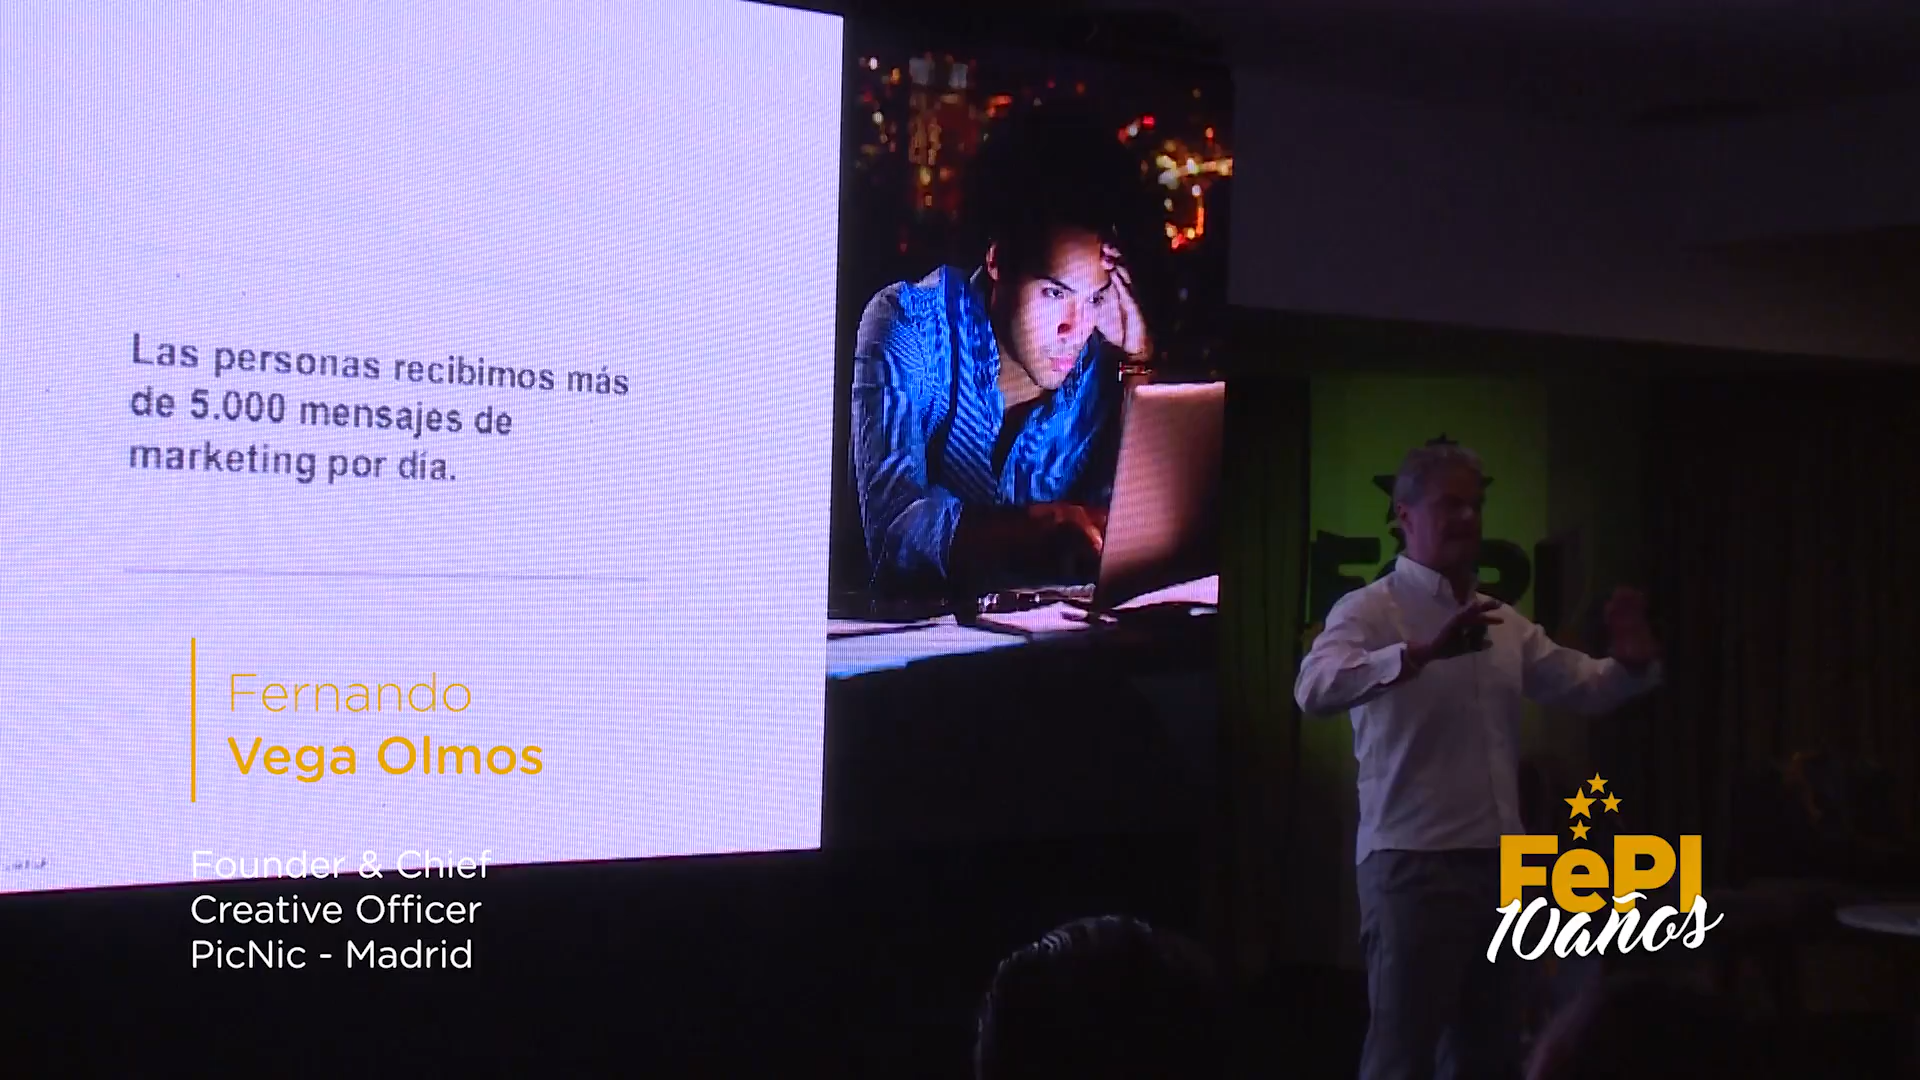 Las personas recibimos más
de 5.000 mensajes de
marketing por día.
Fernando
Vega Olmos
Founder & Chief
Creative Officer
PicNic - Madrid
FePI
FePI
10años